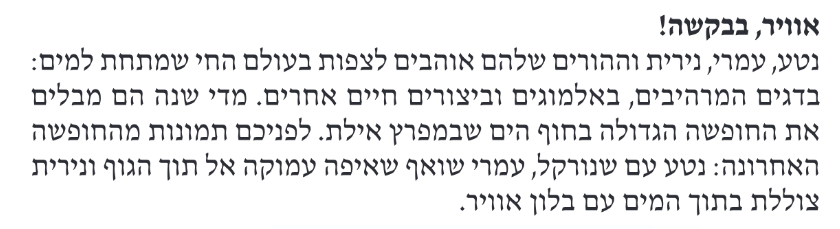 אוויר, בבקשה!
נטע, עמרי, נירית וההורים שלהם אוהבים לצפות בעולם החי שמתחת למים:
בדגים המרהיבים, באלמוגים וביצורים חיים אחרים. מדי שנה הם מבלים
את החופשה הגדולה בחוף הים שבמפרץ אילת. לפניכם תמונות מהחופשה
האחרונה: נטע עם שנורקל, עמרי שואף שאיפה עמוקה אל תוך הגוף ונירית
צוללת בתוך המים עם בלון אוויר.